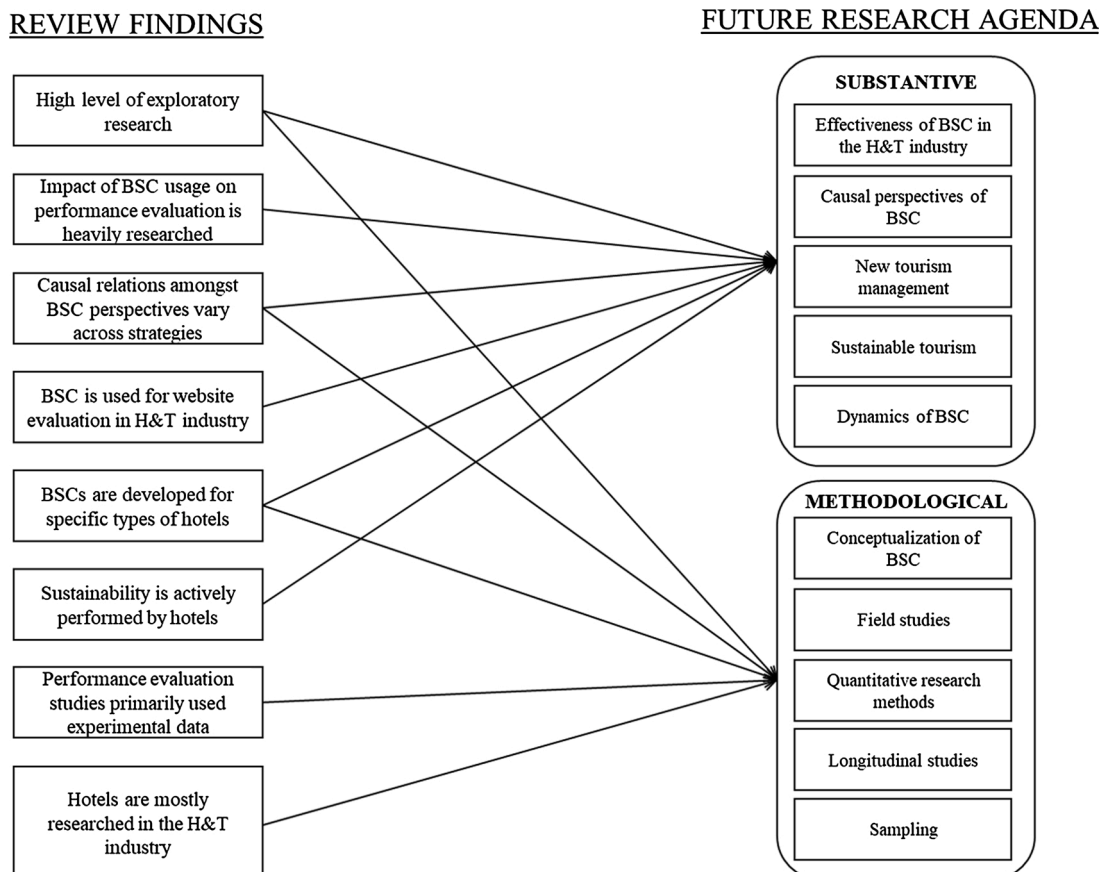 REVIEW FINDINGS
High level of exploratory
research
Impact of BSC usage on
performance evaluation is
heavily researched
Causal relations amongst
BSC perspectives vary
across strategies
BSC is used for website
evaluation in H&T industry
BSCs are developed for
specific types of hotels
Sustainability is actively
performed by hotels
Performance evaluation
studies primarily used
experimental data
Hotels are mostly
researched in the H&T
industry
FUTURE RESEARCH AGENDA
SUBSTANTIVE
Effectiveness of BSC in
the H&T industry
Causal perspectives of
BSC
New tourism
management
Sustainable tourism
Dynamics of BSC
METHODOLOGICAL
Conceptualization of
BSC
Field studies
Quantitative research
methods
Longitudinal studies
Sampling